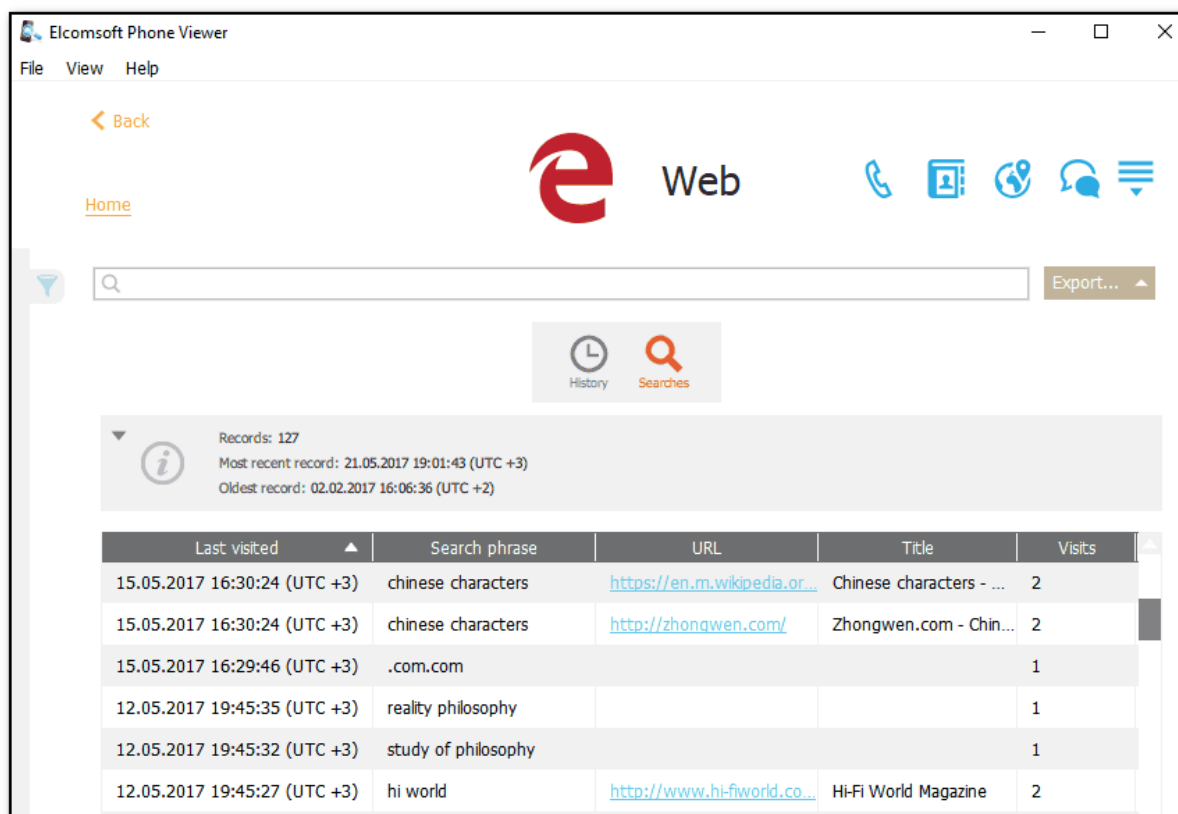 Elcomsoft Phone Viewer
File View Help
Back
Web
Home
Export...
History Searches
Records: 127
Most recent record: 21.05.2017 19:01:43 (UTC +3)
Oldest record: 02.02.2017 16:06:36 (UTC +2)
Last visited Search phrase URL Title Visits
15.05.2017 16:30:24 (UTC +3) chinese characters https://en.m.wikipedia.or... Chinese characters - ... 2
15.05.2017 16:30:24 (UTC +3) chinese characters http://zhongwen.com/ Zhongwen.com - Chin... 2
15.05.2017 16:29:46 (UTC +3) .com.com 1
12.05.2017 19:45:35 (UTC +3) reality philosophy 1
12.05.2017 19:45:32 (UTC +3) study of philosophy 1
12.05.2017 19:45:27 (UTC +3) hi world http://www.hi-fiworld.co... Hi-Fi World Magazine 2